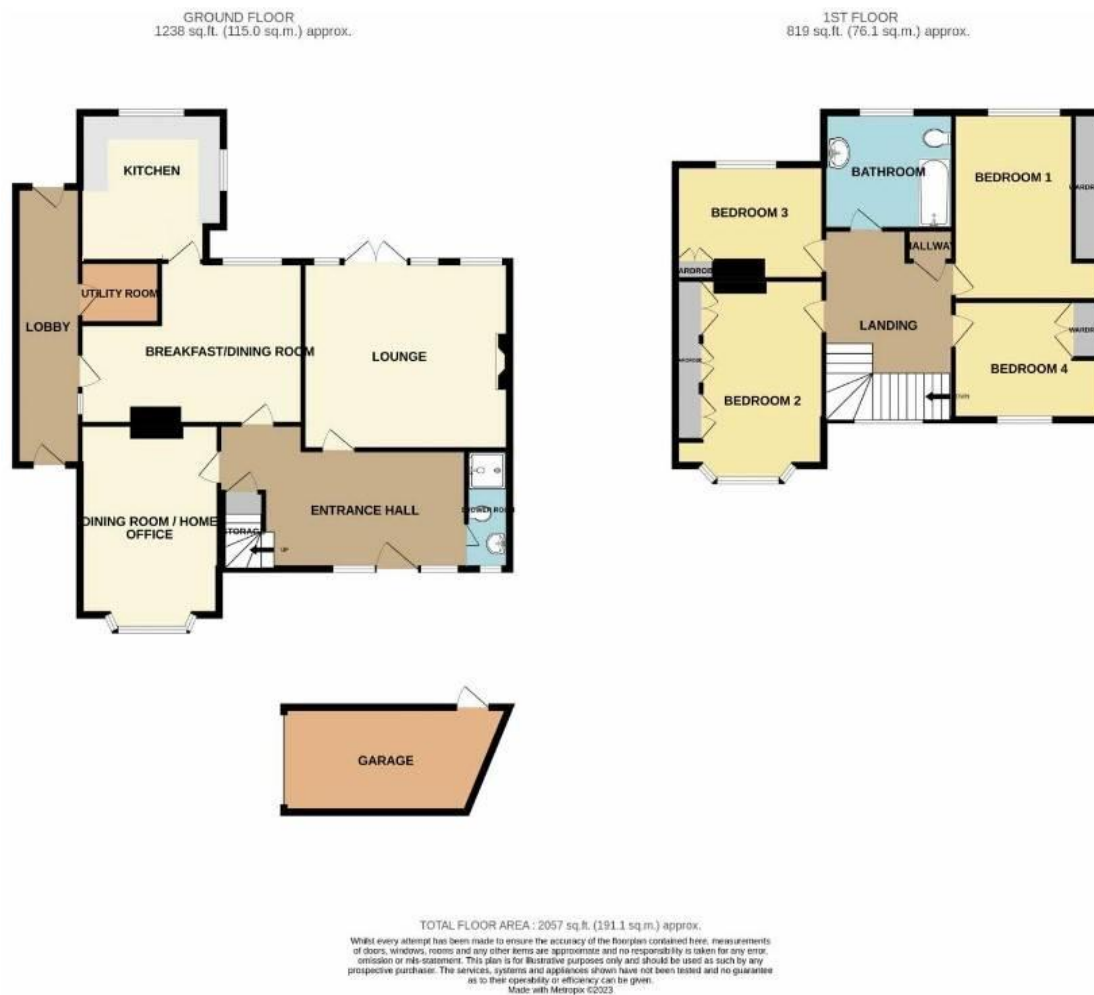 GROUND FLOOR
1238 sq.ft. (115.0 sq.m.) approx.
1ST FLOOR
819 sq.ft. (76.1 sq.m.) approx.
KITCHEN
UTILITY ROOM
LOBBY
BREAKFAST/DINING ROOM
LOUNGE
DINING ROOM / HOME
OFFICE
STORAG
UP
ENTRANCE HALL
SHOWER ROOM
BATHROOM
BEDROOM 1
WARDRO
BEDROOM 3
ARDROB
HALLWA
LANDING
BEDROOM 2
BEDROOM 4
WARDR
DOWN
GARAGE
TOTAL FLOOR AREA : 2057 sq.ft. (191.1 sq.m.) approx.
Whilst every attempt has been made to ensure the accuracy of the floorplan contained here, measurements
of doors, windows, rooms and any other items are approximate and no responsibility is taken for any error,
omission or mis-statement. This plan is for illustrative purposes only and should be used as such by any
prospective purchaser. The services, systems and appliances shown have not been tested and no guarantee
as to their operability or efficiency can be given.
Made with Metropix ©2023